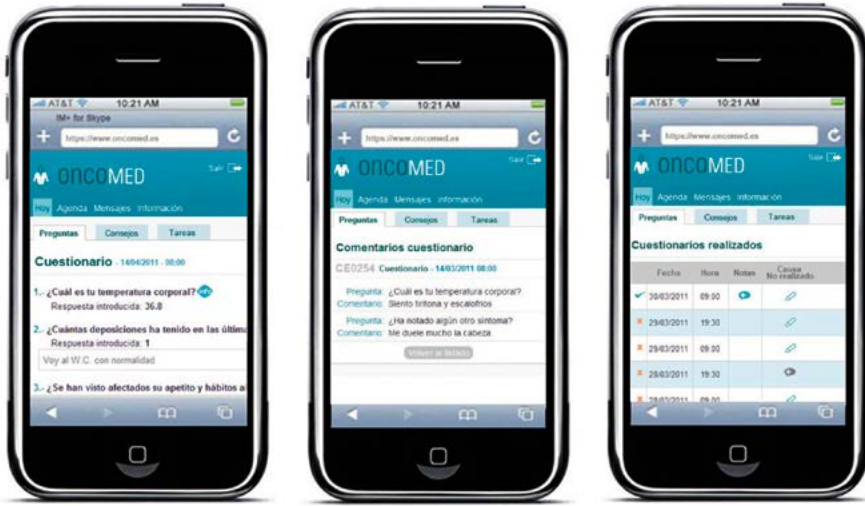 AT&T 10:21 AM
IM+ for Skype
https://www.oncomed.es
Salir
ONCOMED
Hoy Agenda Mensajes Información
Preguntas Consejos Tareas
Cuestionario - 14/04/2011 - 08:00
1.- ¿Cuál es tu temperatura corporal? info
Respuesta introducida: 36.8
2.- ¿Cuántas deposiciones ha tenido en las última
Respuesta introducida: 1
Voy al W.C. con normalidad
3.- ¿Se han visto afectados su apetito y hábitos a
AT&T 10:21 AM
https://www.oncomed.es
Salir
ONCOMED
Hoy Agenda Mensajes Información
Preguntas Consejos Tareas
Comentarios cuestionario
CE0254 Cuestionario - 14/03/2011 08:00
Pregunta: ¿Cuál es tu temperatura corporal?
Comentario: Siento tiritona y escalofrios
Pregunta: ¿Ha notado algún otro sintoma?
Comentario: Me duele mucho la cabeza
Volver al listado
AT&T 10:21 AM
https://www.oncomed.es
Salir
ONCOMED
Hoy Agenda Mensajes Información
Preguntas Consejos Tareas
Cuestionarios realizados
Fecha Hora Notas Causa
No realizado
30/03/2011 09:00
29/03/2011 19:30
29/03/2011 09:00
28/03/2011 19:30
28/03/2011 09:00